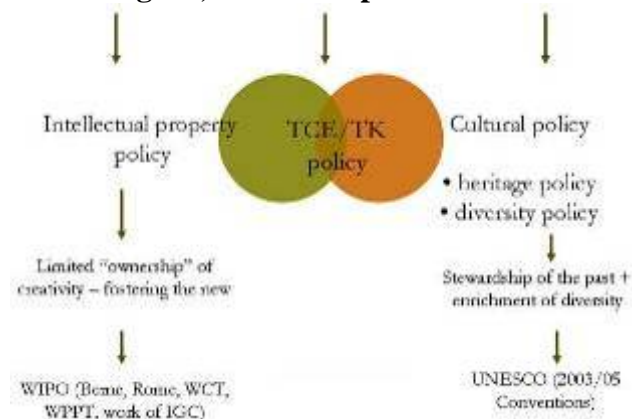 Intellectual property
policy
TCE/TK
policy
Cultural policy
• heritage policy
• diversity policy
Limited "ownership" of
creativity – fostering the new
Stewardship of the past +
enrichment of diversity
WIPO (Berne, Rome, WCT,
WPPT, work of IGC)
UNESCO (2003/05
Conventions)